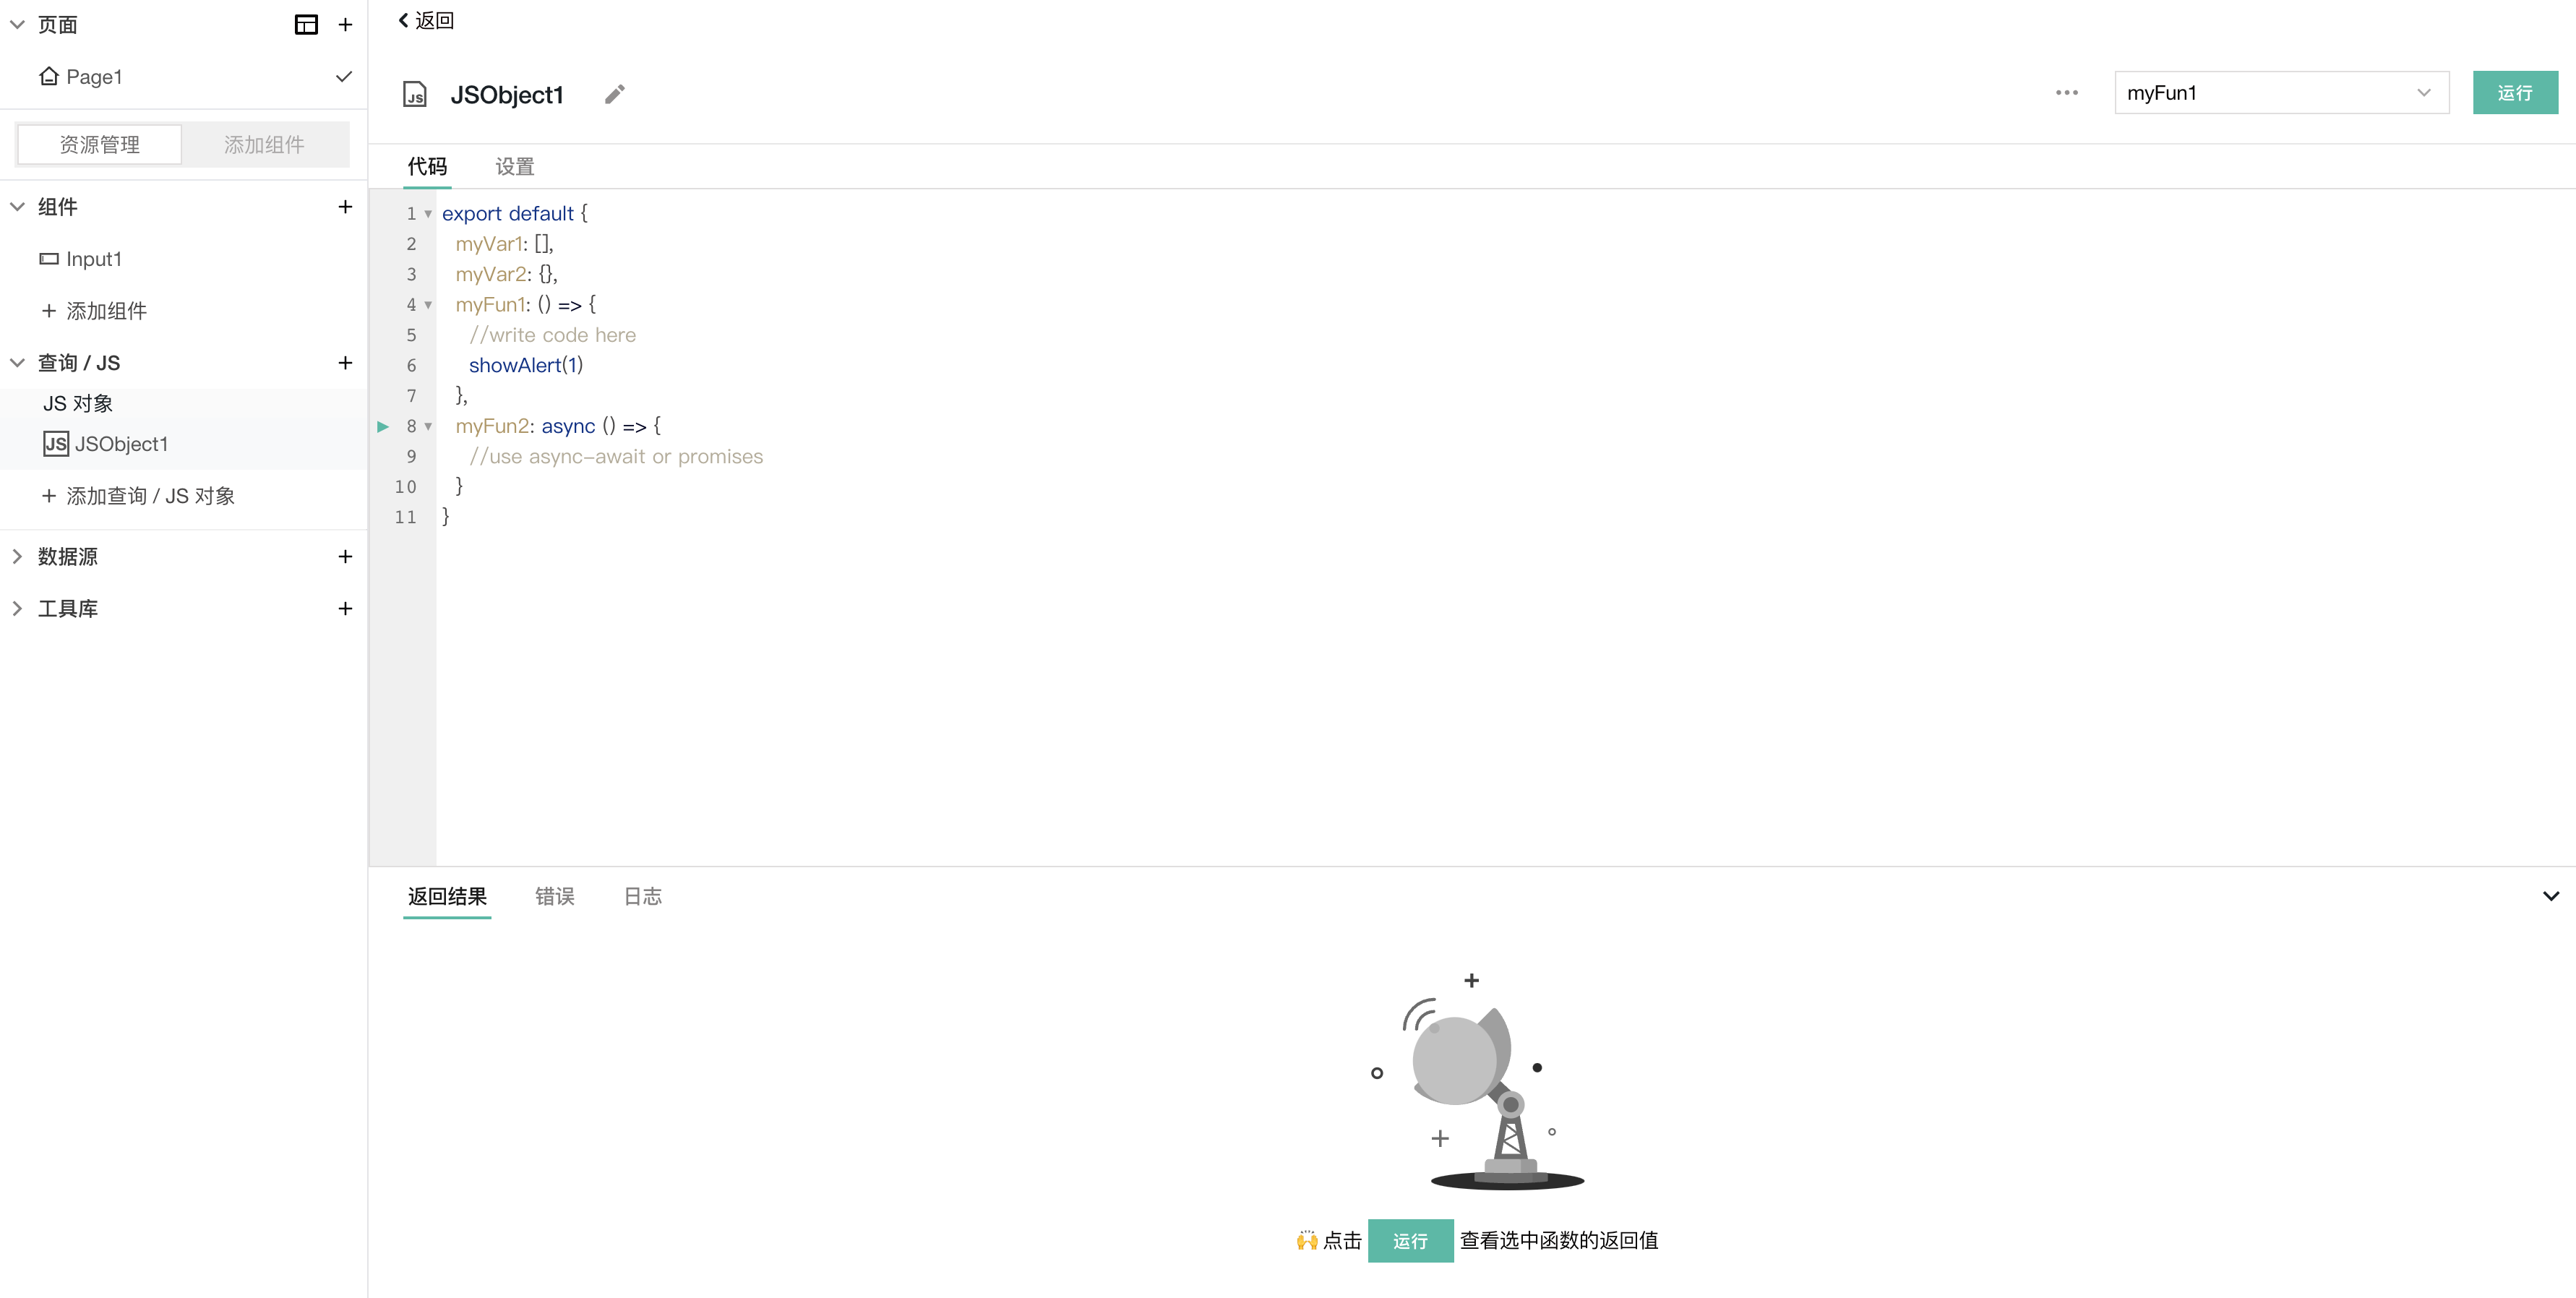 页面
Page1
资源管理
添加组件
组件
Input1
添加组件
查询 / JS
JS 对象
JS JSObject1
添加查询 / JS 对象
数据源
工具库
返回
JS JSObject1
myFun1
运行
代码
设置
1 export default {
2 myVar1: [],
3 myVar2: {},
4 myFun1: () => {
5 //write code here
6 showAlert(1)
7 },
8 myFun2: async () => {
9 //use async-await or promises
10 }
11 }
返回结果
错误
日志
点击 运行 查看选中函数的返回值